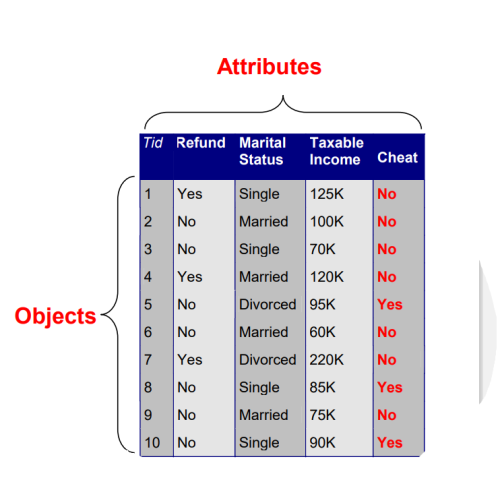 Attributes
Tid Refund Marital Status Taxable Income Cheat
1 Yes Single 125K No
2 No Married 100K No
3 No Single 70K No
4 Yes Married 120K No
Objects
5 No Divorced 95K Yes
6 No Married 60K No
7 Yes Divorced 220K No
8 No Single 85K Yes
9 No Married 75K No
10 No Single 90K Yes